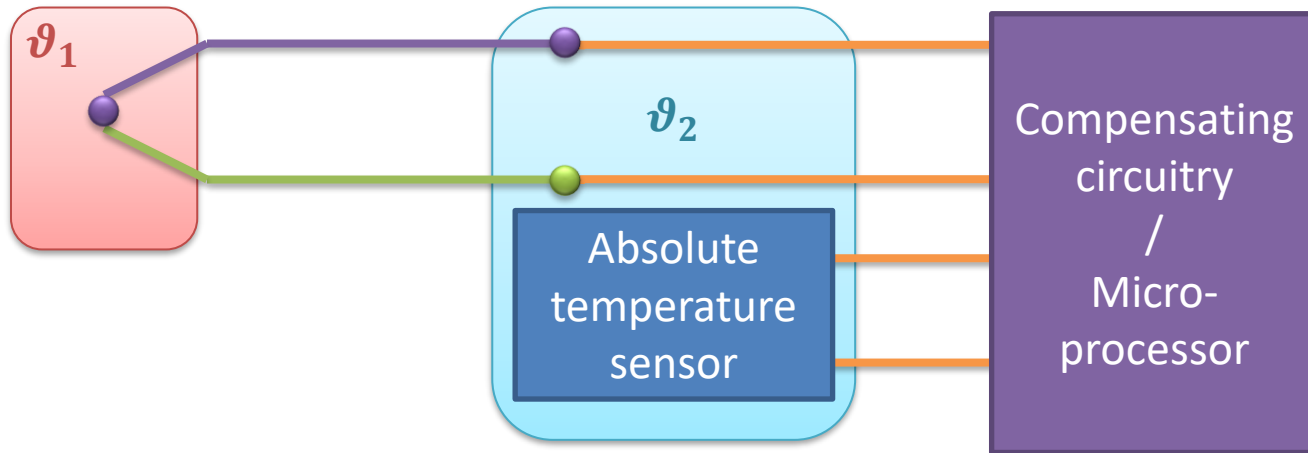 ϑ₁
ϑ₂
Absolute
temperature
sensor
Compensating
circuitry
/
Micro-
processor